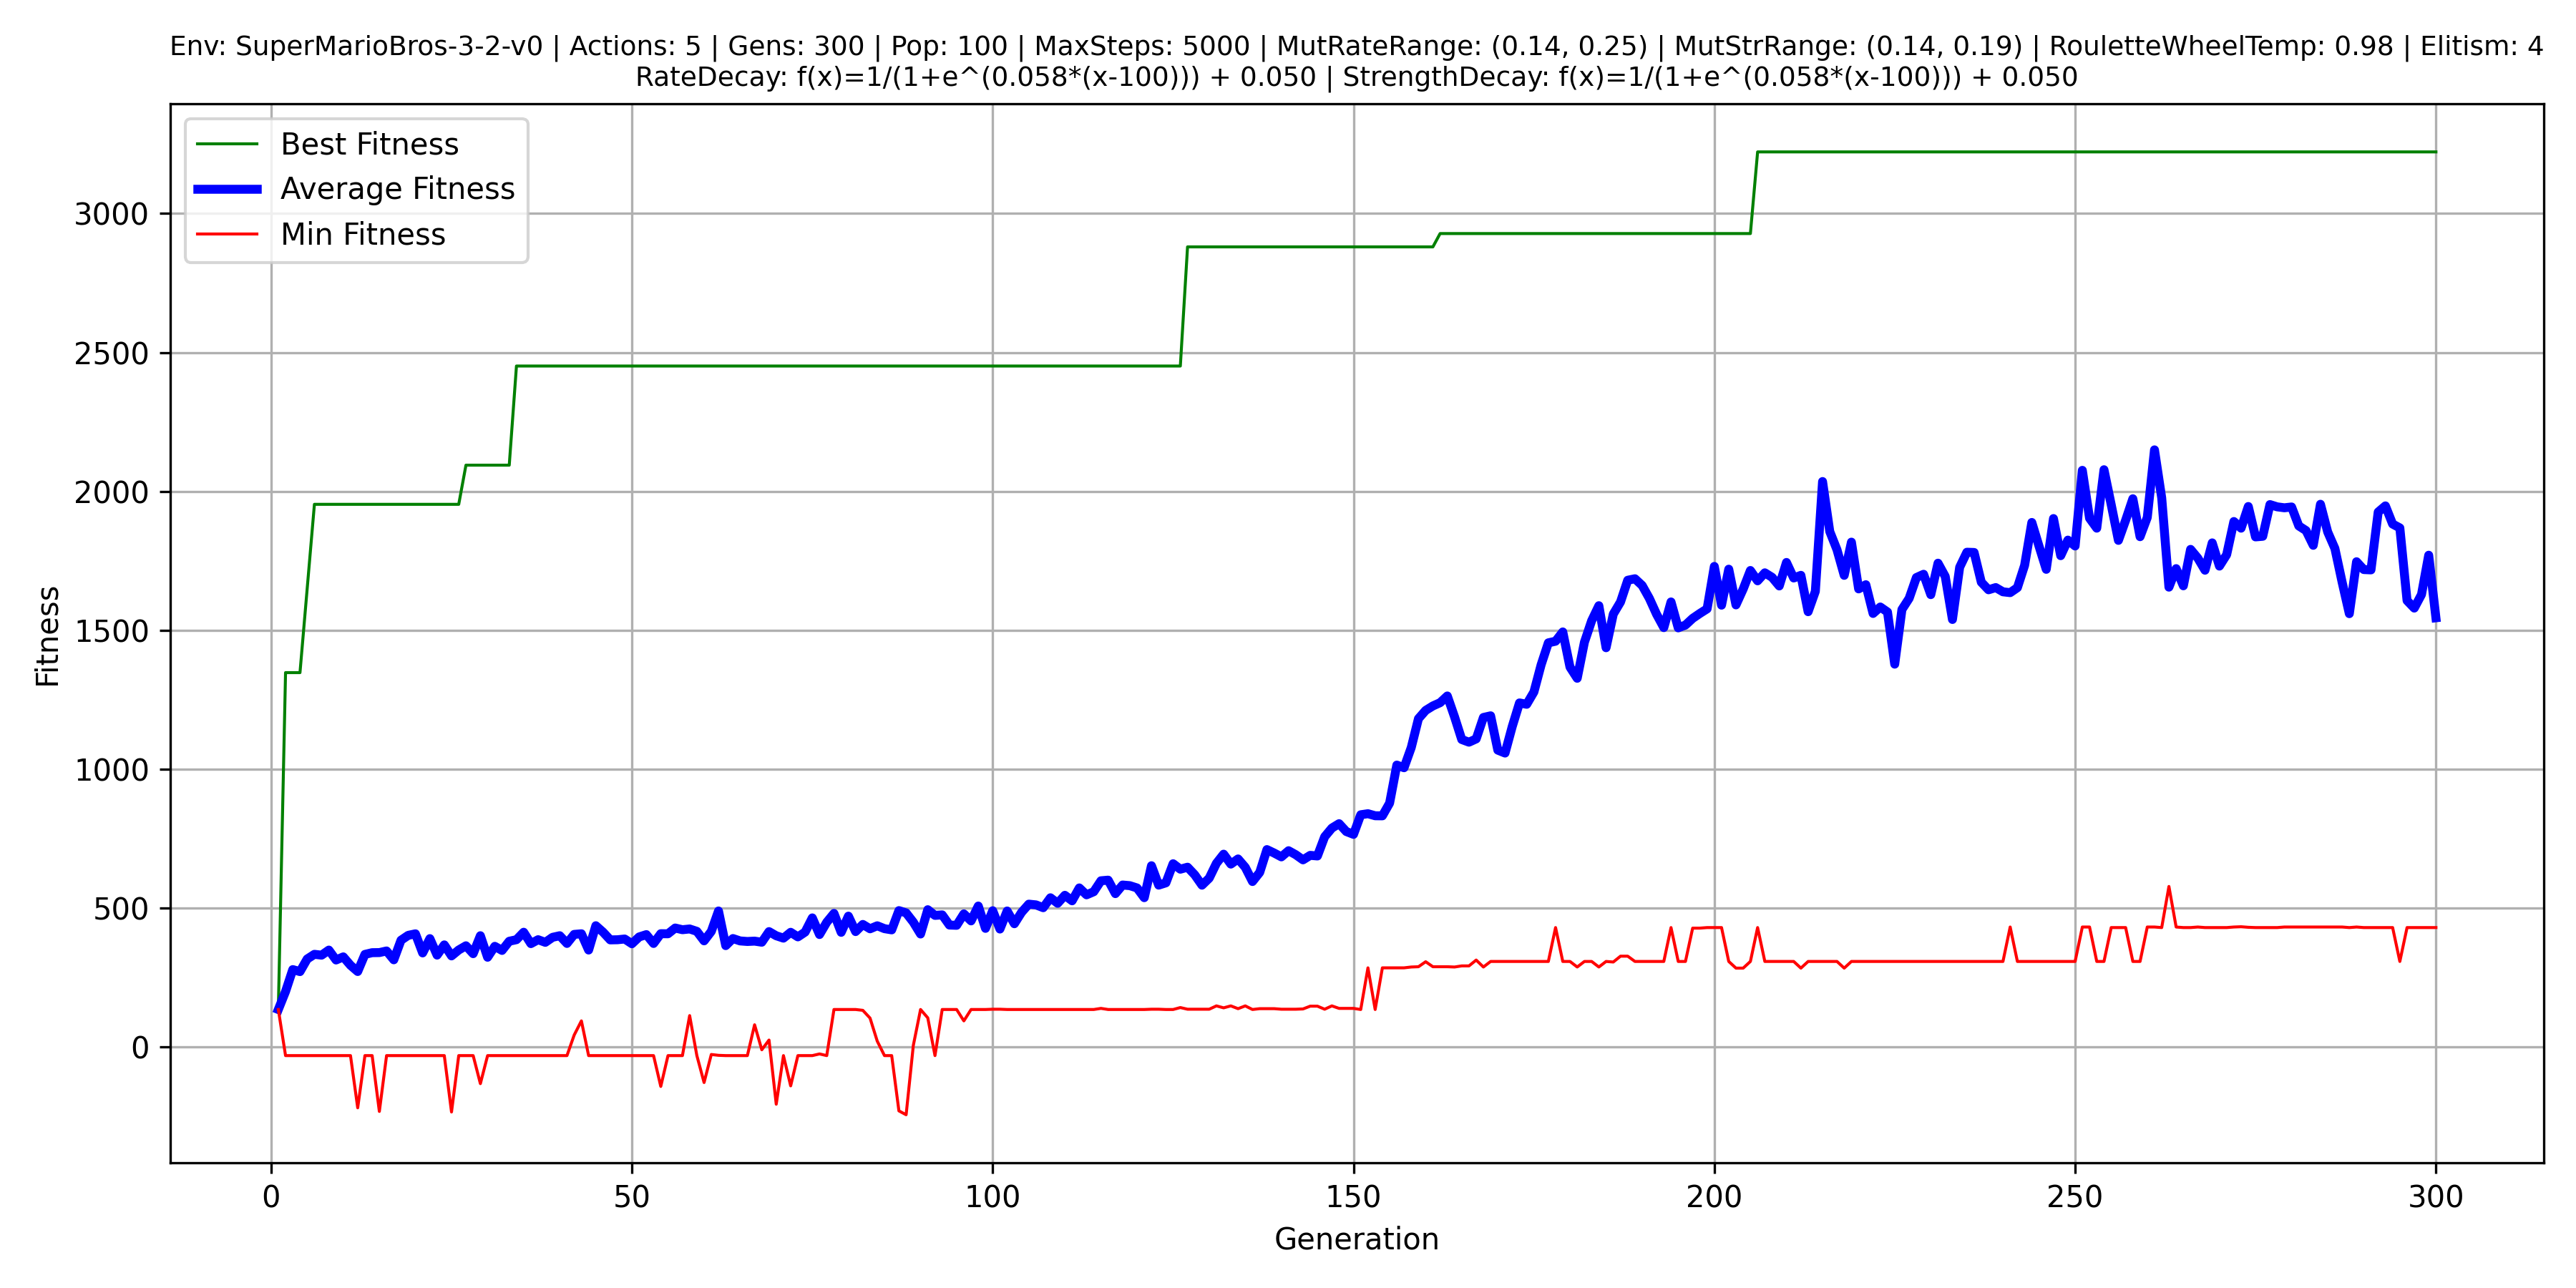 Env: SuperMarioBros-3-2-v0 | Actions: 5 | Gens: 300 | Pop: 100 | MaxSteps: 5000 | MutRateRange: (0.14, 0.25) | MutStrRange: (0.14, 0.19) | RouletteWheelTemp: 0.98 | Elitism: 4
RateDecay: f(x)=1/(1+e^(0.058*(x-100))) + 0.050 | StrengthDecay: f(x)=1/(1+e^(0.058*(x-100))) + 0.050
Best Fitness
Average Fitness
Min Fitness
3000
2500
2000
1500
1000
500
0
Fitness
0 50 100 150 200 250 300
Generation